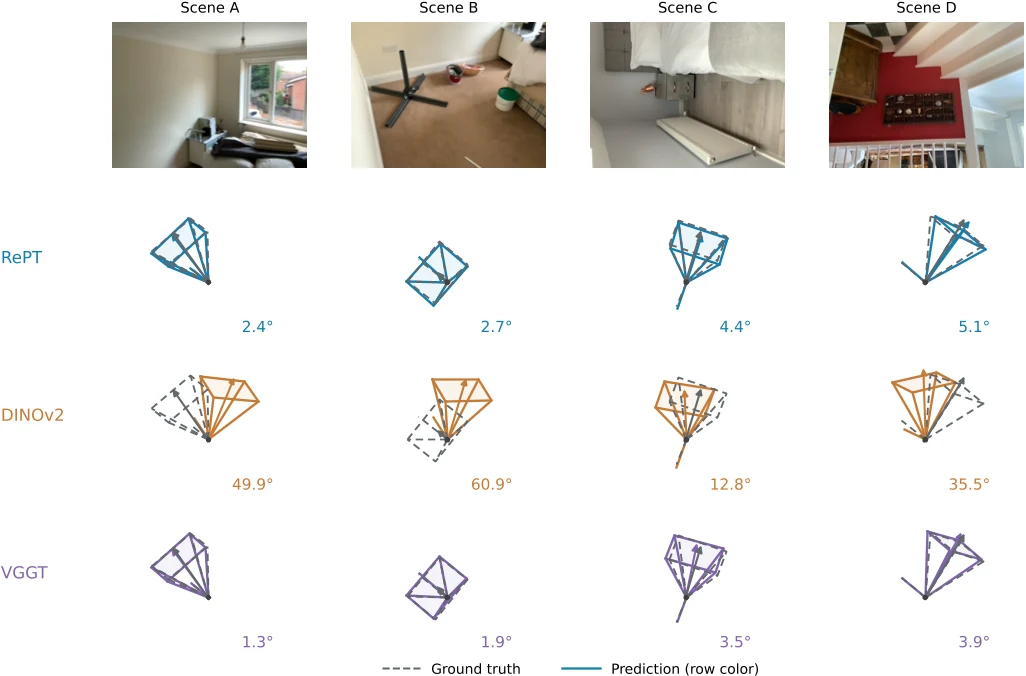 Scene A Scene B Scene C Scene D
RePT
2.4° 2.7° 4.4° 5.1°
DINOv2
49.9° 60.9° 12.8° 35.5°
VGGT
1.3° 1.9° 3.5° 3.9°
Ground truth Prediction (row color)